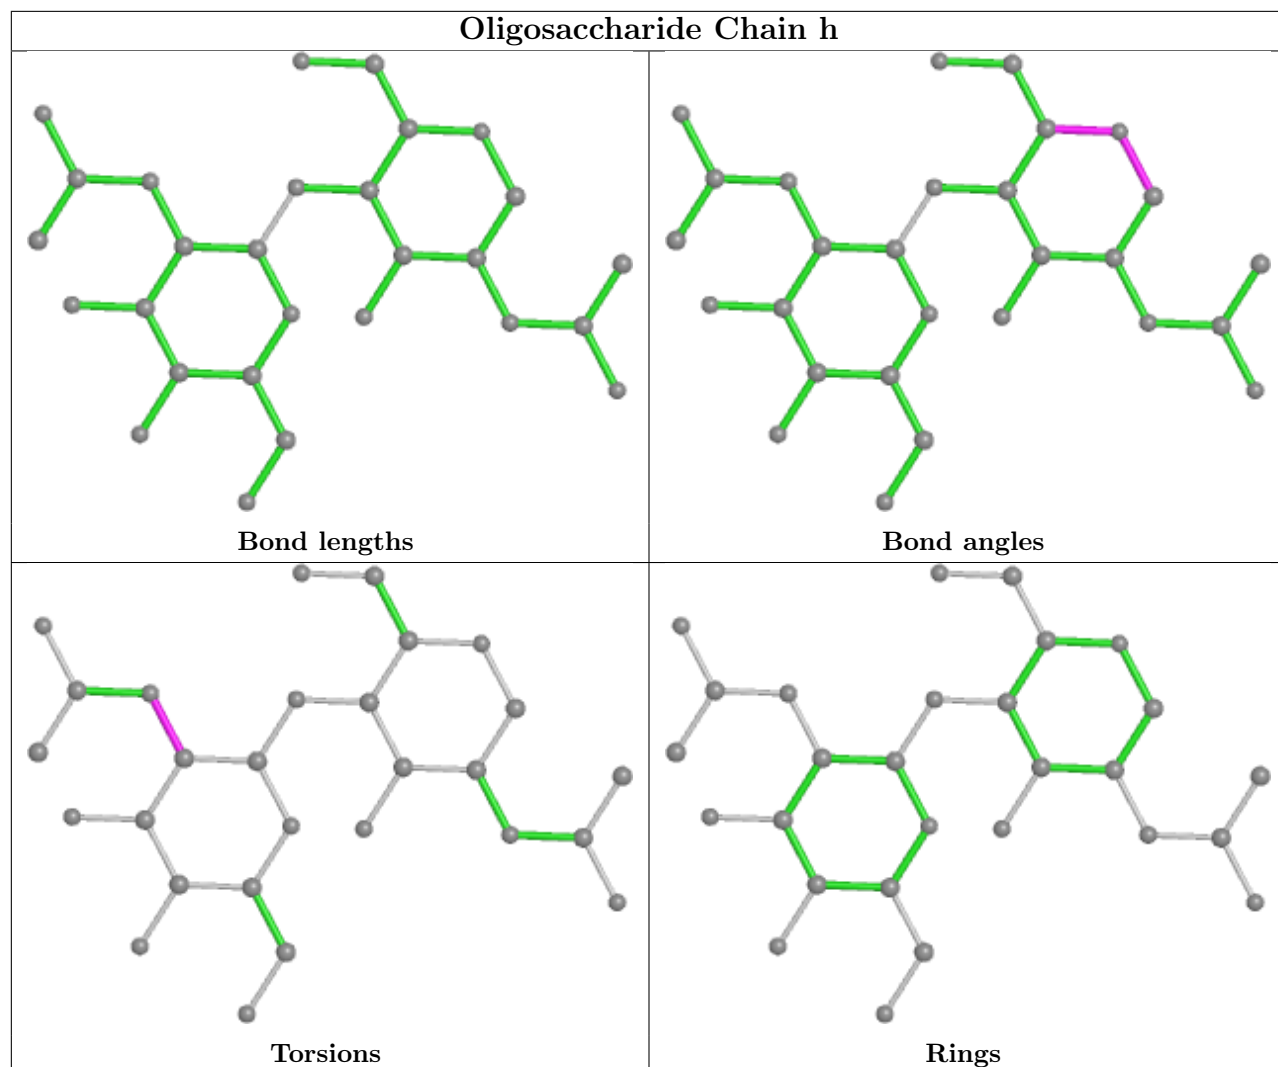 Oligosaccharide Chain h
Bond lengths
Bond angles
Torsions
Rings